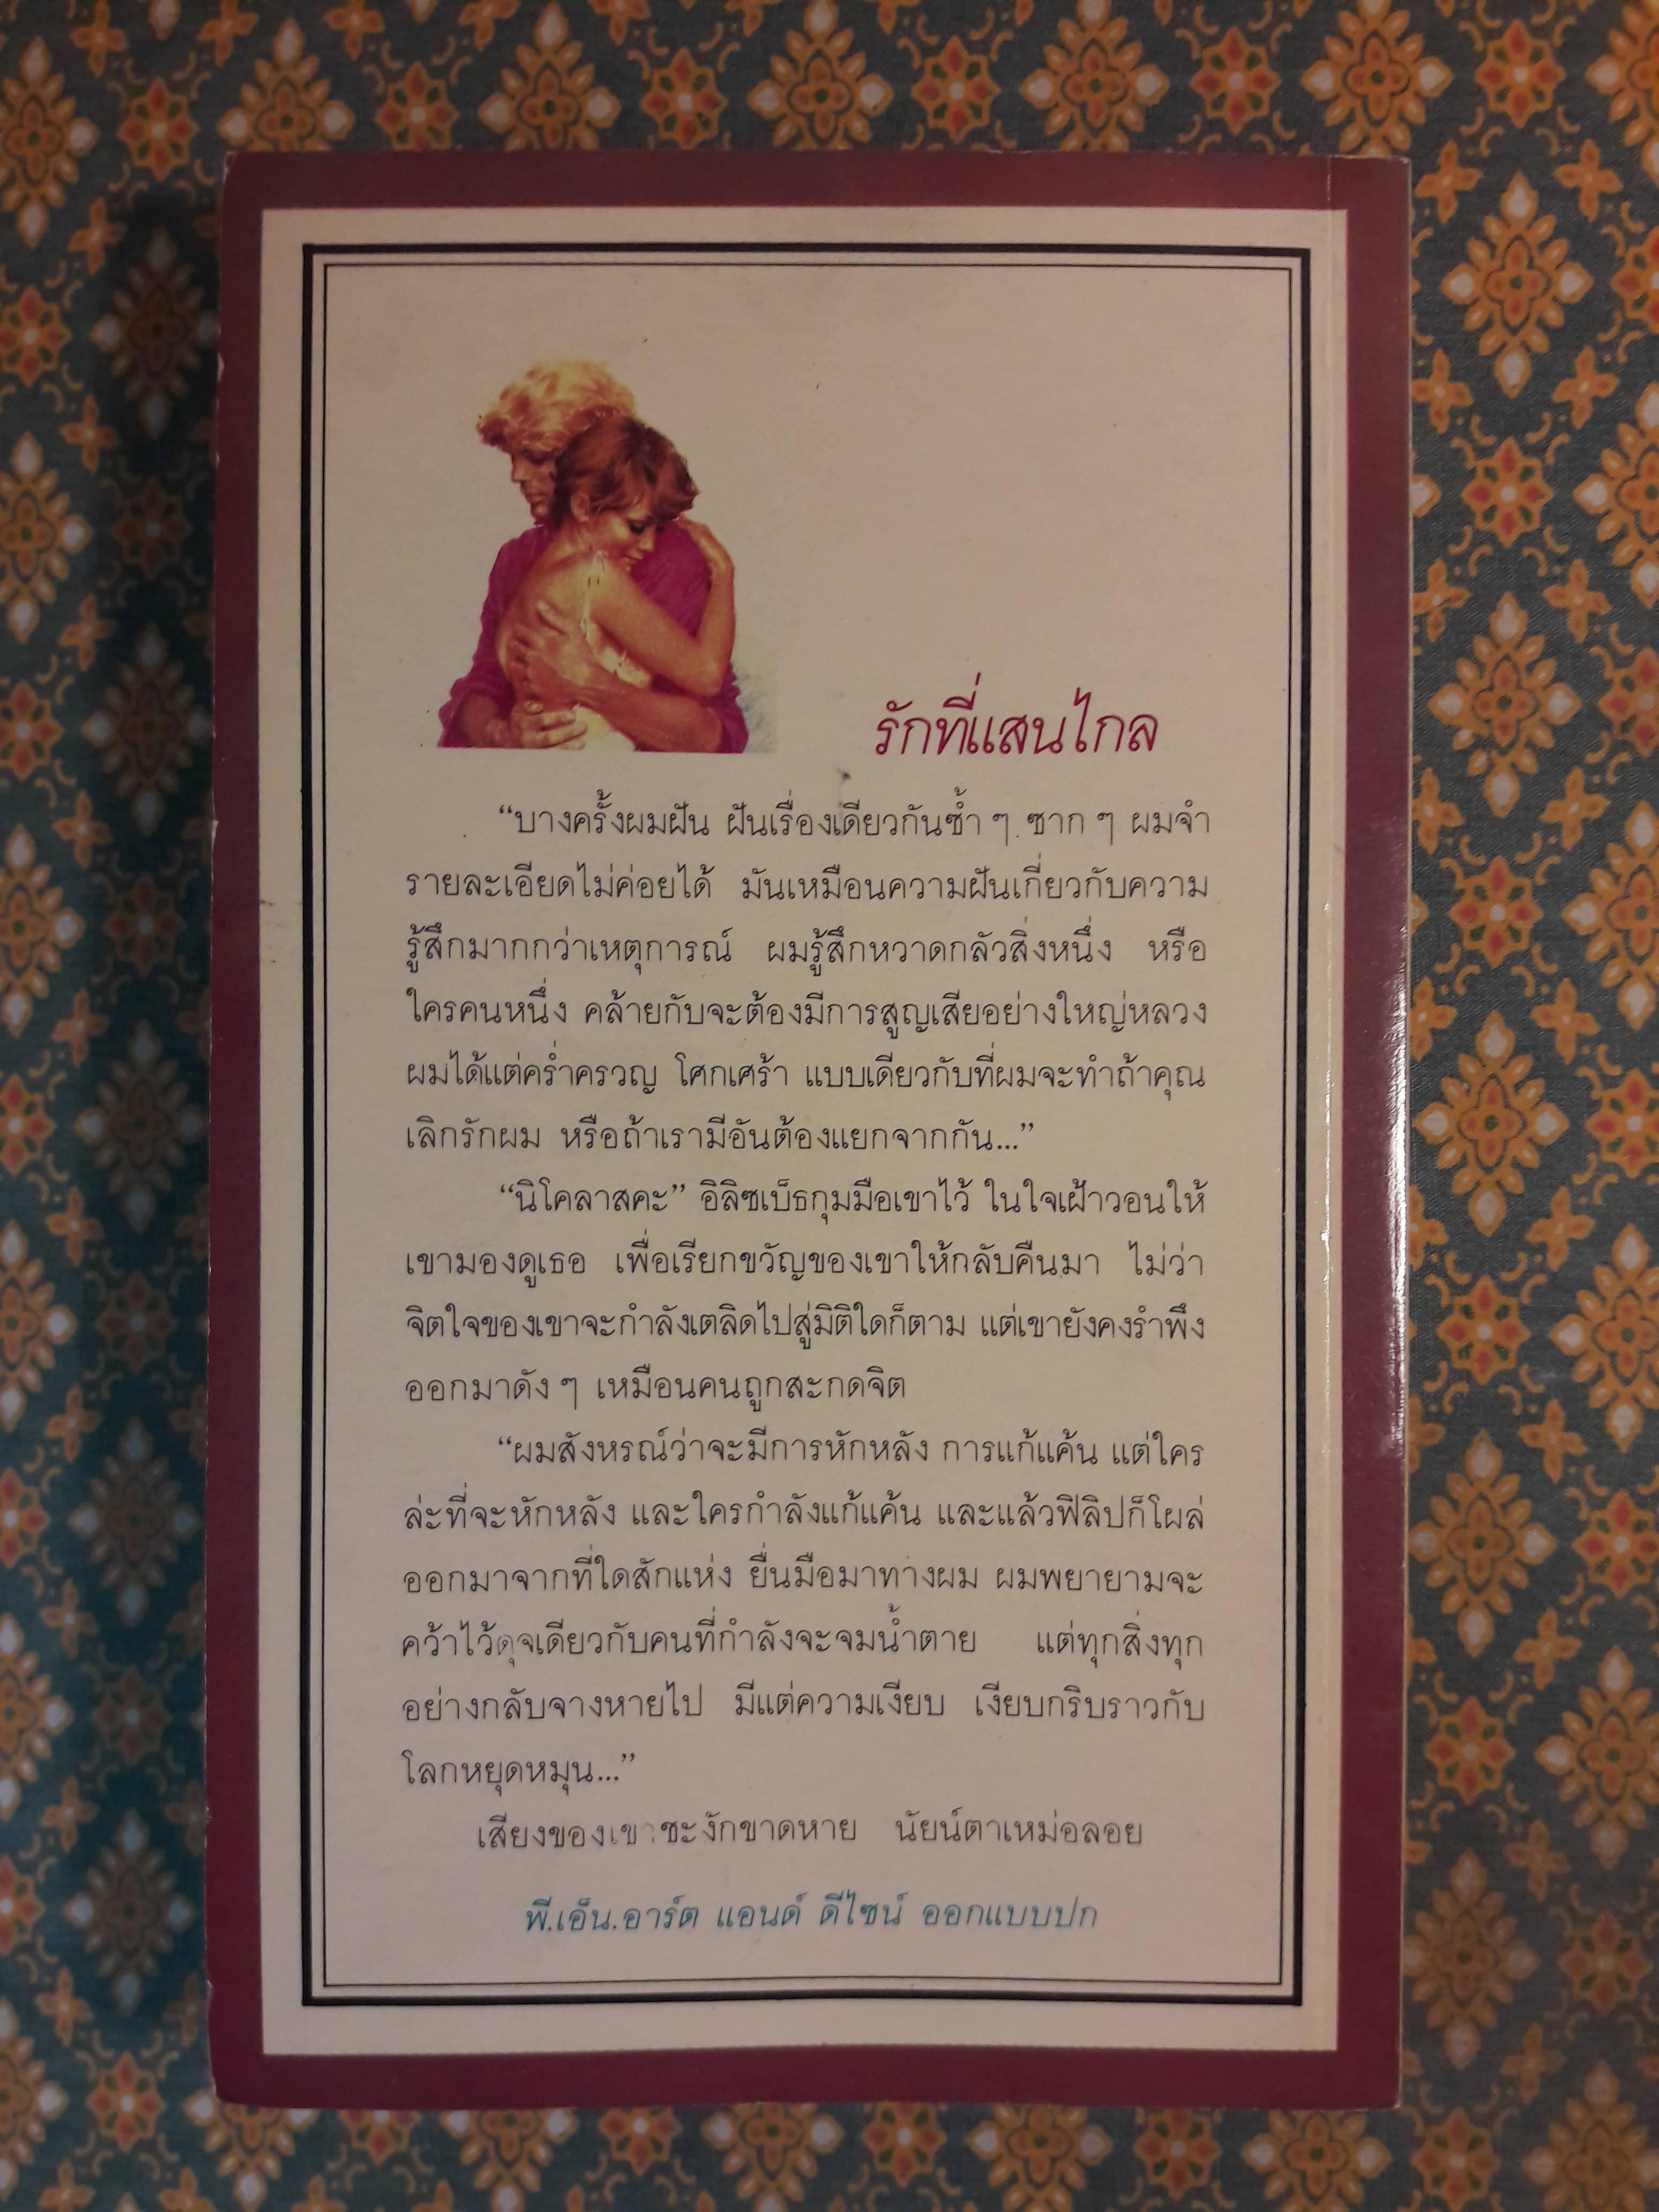 รักที่แสนไกล
“บางครั้งผมฝัน ฝันเรื่องเดียวกันซ้ำ ๆ ซาก ๆ ผมจำ
รายละเอียดไม่ค่อยได้ มันเหมือนความฝันเกี่ยวกับความ
รู้สึกมากกว่าเหตุการณ์ ผมรู้สึกหวาดกลัวสิ่งหนึ่ง หรือ
ใครคนหนึ่ง คล้ายกับจะต้องมีการสูญเสียอย่างใหญ่หลวง
ผมได้แต่คร่ำครวญ โศกเศร้า แบบเดียวกับที่ผมจะทำถ้าคุณ
เลิกรักผม หรือถ้าเรามีอันต้องแยกจากกัน...”
“นิโคลาสคะ” อิลิซเบ็ธกุมมือเขาไว้ ในใจเฝ้าวอนให้
เขามองดูเธอ เพื่อเรียกขวัญของเขาให้กลับคืนมา ไม่ว่า
จิตใจของเขาจะกำลังเตลิดไปสู่มิติใดก็ตาม แต่เขายังคงรำพึง
ออกมาดัง ๆ เหมือนคนถูกสะกดจิต
“ผมสังหรณ์ว่าจะมีการหักหลัง การแก้แค้น แต่ใคร
ล่ะที่จะหักหลัง และใครกำลังแก้แค้น และแล้วฟิลิปก็โผล่
ออกมาจากที่ใดสักแห่ง ยื่นมือมาทางผม ผมพยายามจะ
คว้าไว้ดุจเดียวกับคนที่กำลังจะจมน้ำตาย แต่ทุกสิ่งทุก
อย่างกลับจางหายไป มีแต่ความเงียบ เงียบกริบราวกับ
โลกหยุดหมุน...”
เสียงของเขาชะงักขาดหาย นัยน์ตาเหม่อลอย
พี.เอ็น.อาร์ต แอนด์ ดีไซน์ ออกแบบปก